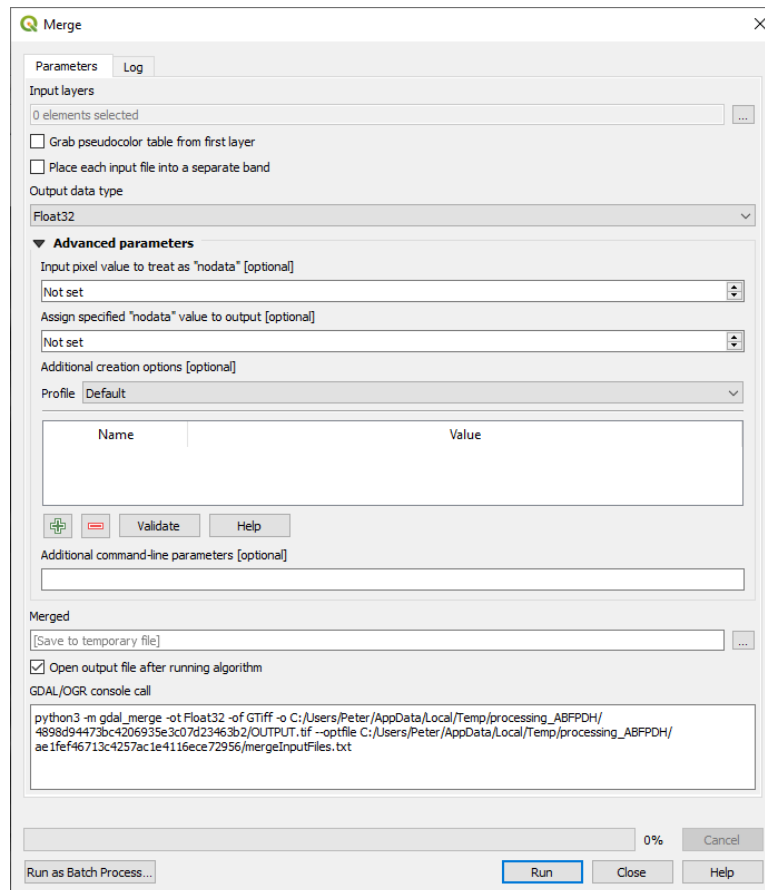 Merge
Parameters
Log
Input layers
0 elements selected
...
Grab pseudocolor table from first layer
Place each input file into a separate band
Output data type
Float32
Advanced parameters
Input pixel value to treat as "nodata" [optional]
Not set
Assign specified "nodata" value to output [optional]
Not set
Additional creation options [optional]
Profile Default
Name Value
Validate Help
Additional command-line parameters [optional]
Merged
[Save to temporary file]
...
Open output file after running algorithm
GDAL/OGR console call
python3 -m gdal_merge -ot Float32 -of GTiff -o C:/Users/Peter/AppData/Local/Temp/processing_ABFPDH/
4898d94473bc4206935e3c07d23463b2/OUTPUT.tif --optfile C:/Users/Peter/AppData/Local/Temp/processing_ABFPDH/
ae1fef46713c4257ac1e4116ece72956/mergeInputFiles.txt
0% Cancel
Run as Batch Process... Run Close Help